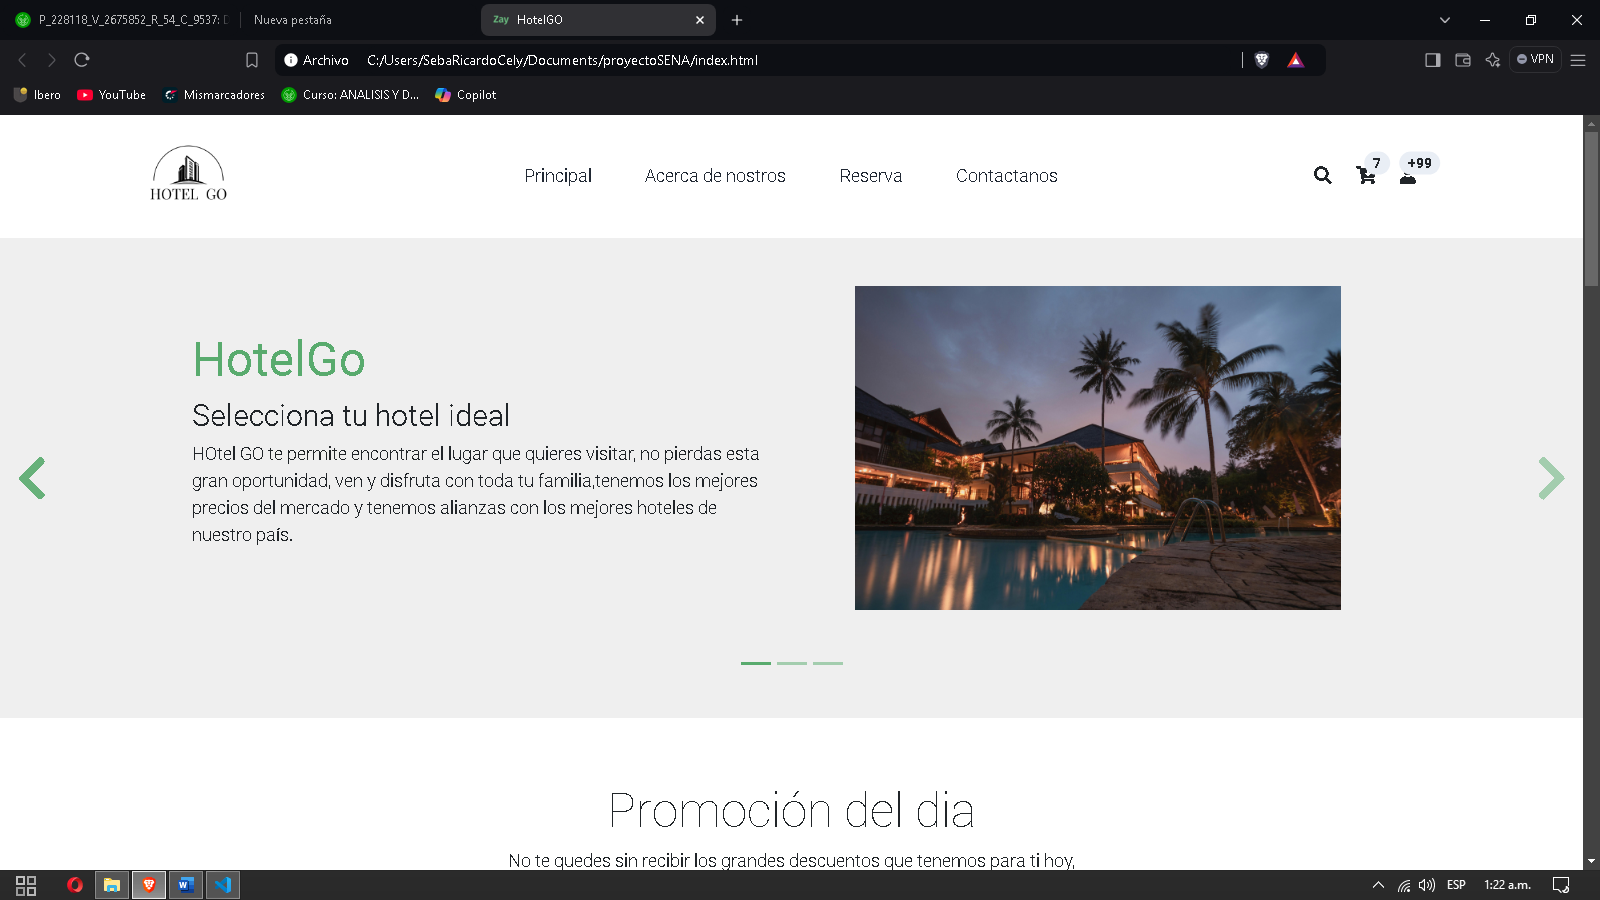 P_228118_V_2675852_R_54_C_9537:
Nueva pestaña
Zay HotelGO
Archivo C:/Users/SebaRicardoCely/Documents/proyectoSENA/index.html
VPN
Ibero
YouTube
Mismarcadores
Curso: ANALISIS Y D...
Copilot
HOTEL GO
Principal
Acerca de nostros
Reserva
Contactanos
7
+99
HotelGo
Selecciona tu hotel ideal
HOtel GO te permite encontrar el lugar que quieres visitar, no pierdas esta
gran oportunidad, ven y disfruta con toda tu familia,tenemos los mejores
precios del mercado y tenemos alianzas con los mejores hoteles de
nuestro país.
Promoción del dia
No te quedes sin recibir los grandes descuentos que tenemos para ti hoy,
ESP
1:22 a.m.